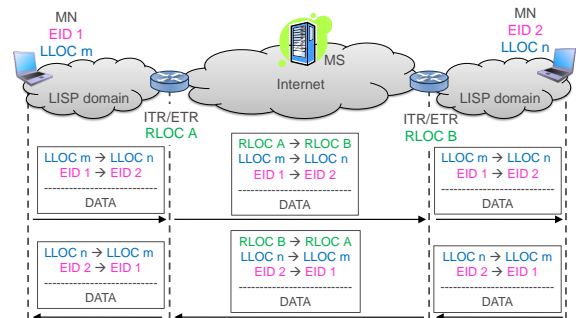 MN
EID 1
LLOC m
MS
Internet
MN
EID 2
LLOC n
LISP domain
LISP domain
ITR/ETR
RLOC A
ITR/ETR
RLOC B
LLOC m → LLOC n
EID 1 → EID 2
------------------------------
DATA
RLOC A → RLOC B
LLOC m → LLOC n
EID 1 → EID 2
------------------------------
DATA
LLOC m → LLOC n
EID 1 → EID 2
------------------------------
DATA
LLOC n → LLOC m
EID 2 → EID 1
------------------------------
DATA
RLOC B → RLOC A
LLOC n → LLOC m
EID 2 → EID 1
------------------------------
DATA
LLOC n → LLOC m
EID 2 → EID 1
------------------------------
DATA